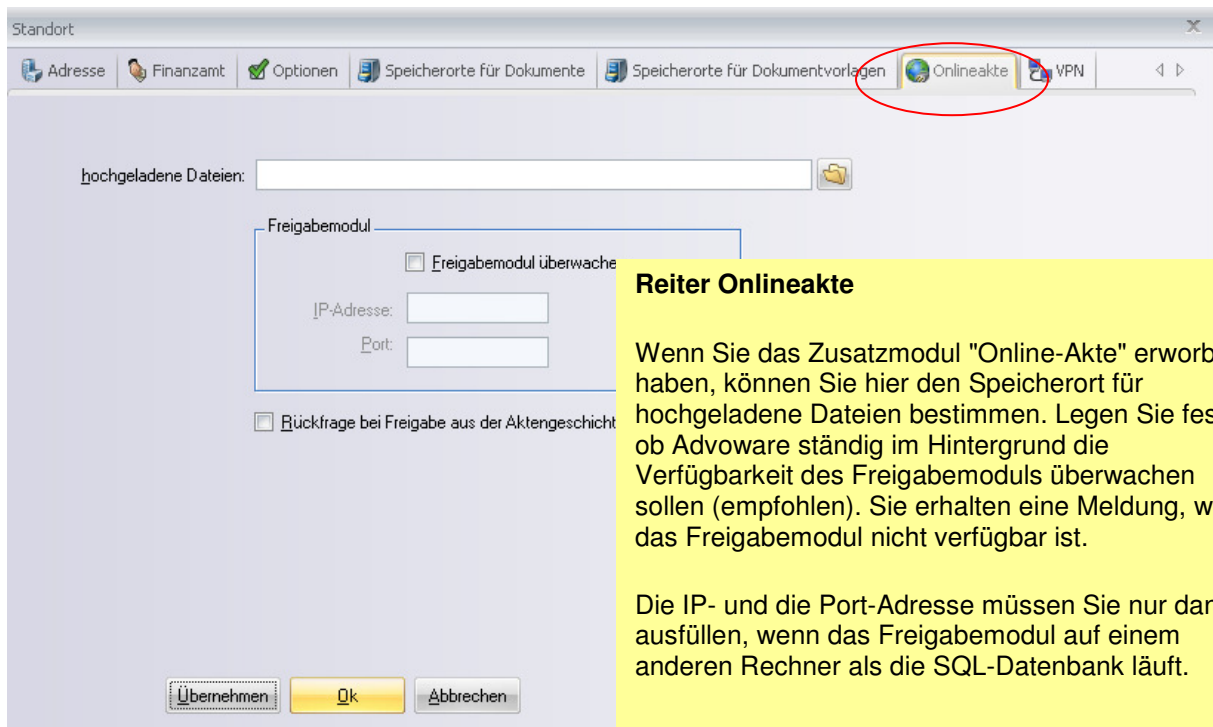 Standort
Adresse Finanzamt Optionen Speicherorte für Dokumente Speicherorte für Dokumentvorlagen Onlineakte VPN
hochgeladene Dateien:
Freigabemodul
Freigabemodul überwache
IP-Adresse:
Port:
Rückfrage bei Freigabe aus der Aktengeschicht
Reiter Onlineakte
Wenn Sie das Zusatzmodul "Online-Akte" erworb
haben, können Sie hier den Speicherort für
hochgeladene Dateien bestimmen. Legen Sie fes
ob Advoware ständig im Hintergrund die
Verfügbarkeit des Freigabemoduls überwachen
sollen (empfohlen). Sie erhalten eine Meldung, w
das Freigabemodul nicht verfügbar ist.
Die IP- und die Port-Adresse müssen Sie nur dan
ausfüllen, wenn das Freigabemodul auf einem
anderen Rechner als die SQL-Datenbank läuft.
Übernehmen Ok Abbrechen